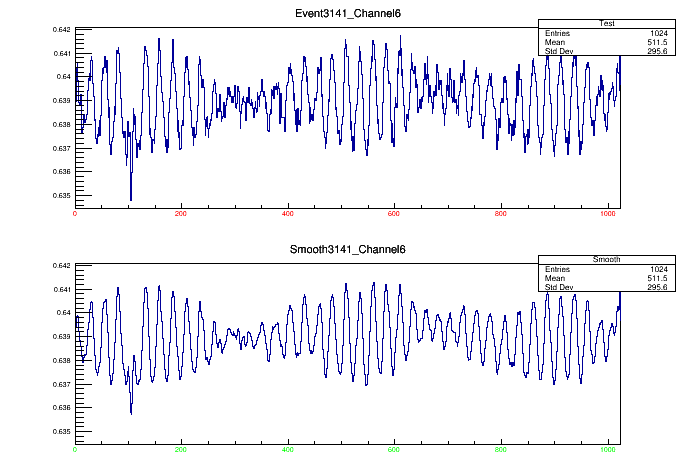 Event3141_Channel6
Test
Entries 1024
Mean 511.5
Std Dev 295.6
0.642
0.641
0.64
0.639
0.638
0.637
0.636
0.635
0 200 400 600 800 1000
Smooth3141_Channel6
Smooth
Entries 1024
Mean 511.5
Std Dev 295.6
0.642
0.641
0.64
0.639
0.638
0.637
0.636
0.635
0 200 400 600 800 1000